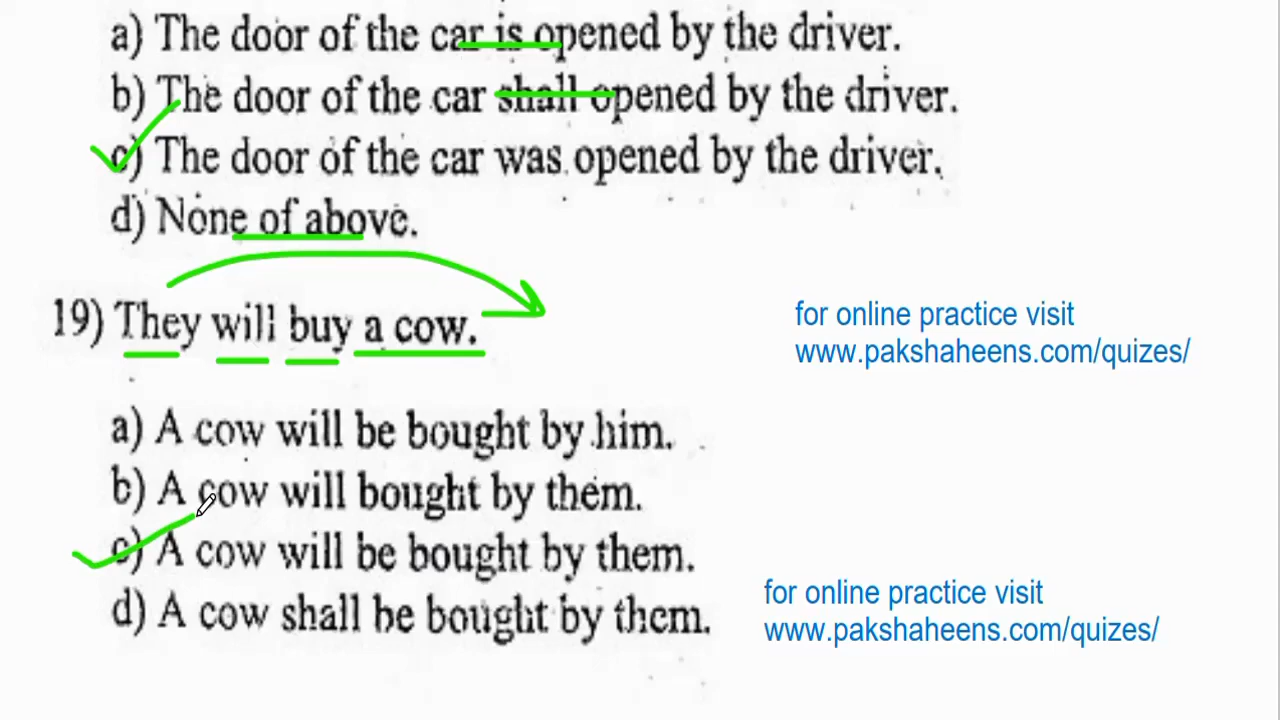 a) The door of the car is opened by the driver.
b) The door of the car shall opened by the driver.
c) The door of the car was opened by the driver.
d) None of above.
19) They will buy a cow.
for online practice visit
www.pakshaheens.com/quizes/
a) A cow will be bought by him.
b) A cow will bought by them.
c) A cow will be bought by them.
d) A cow shall be bought by them.
for online practice visit
www.pakshaheens.com/quizes/